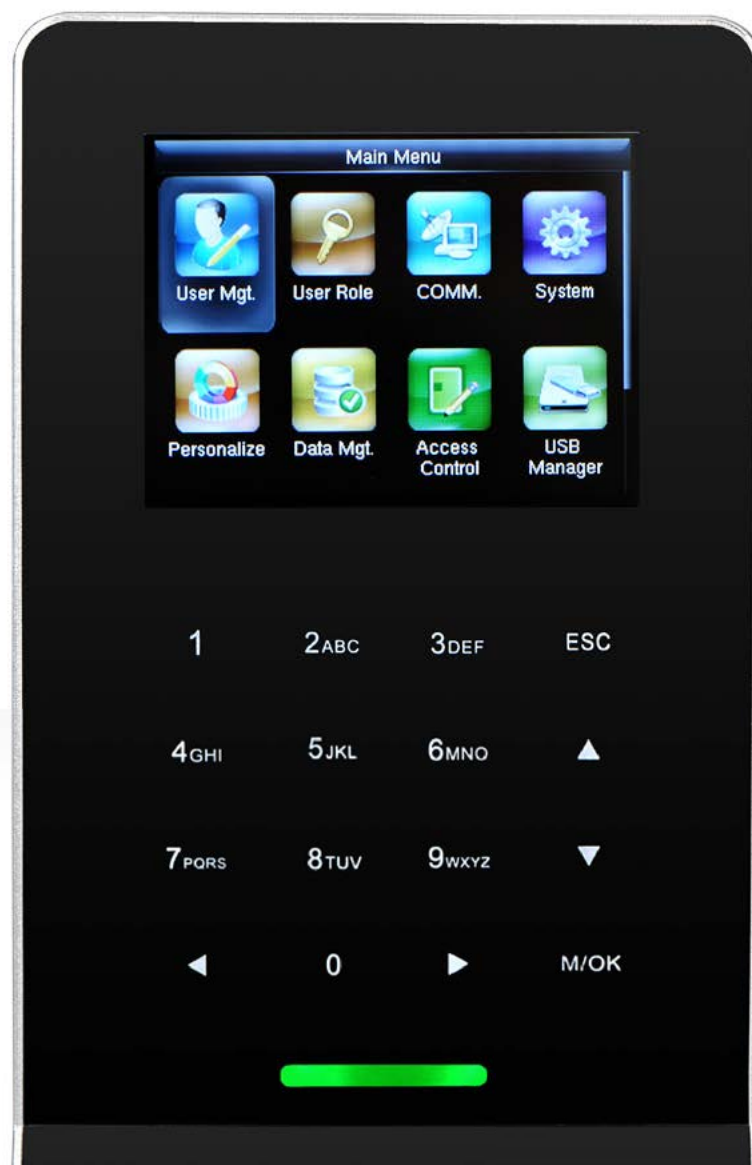 Main Menu
User Mgt. User Role COMM. System
Personalize Data Mgt. Access Control USB Manager
1 2ABC 3DEF ESC
4GHI 5JKL 6MNO
7PQRS 8TUV 9WXYZ
0 M/OK